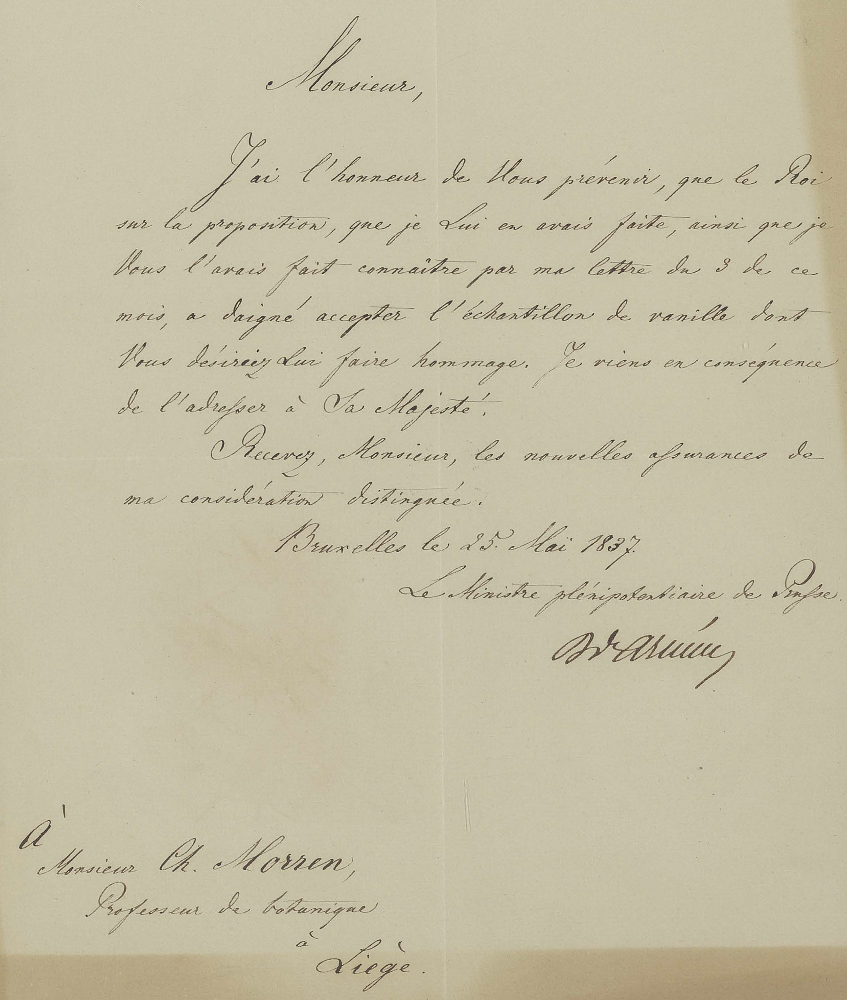 Monsieur,
J'ai l'honneur de Vous prévenir, que le Roi
sur la proposition, que je Lui en avais faite, ainsi que je
Vous l'avais fait connaître par ma lettre du 3 de ce
mois, a daigné accepter l'échantillon de vanille dont
Vous désiriez Lui faire hommage. Je viens en conséquence
de l'adresser à Sa Majesté.
Recevez, Monsieur, les nouvelles assurances de
ma considération distinguée.
Bruxelles le 25. Maï 1837.
Le Ministre plénipotentiaire de Prusse.
Bd Arnim
À
Monsieur Ch. Morren,
Professeur de botanique
à
Liège.